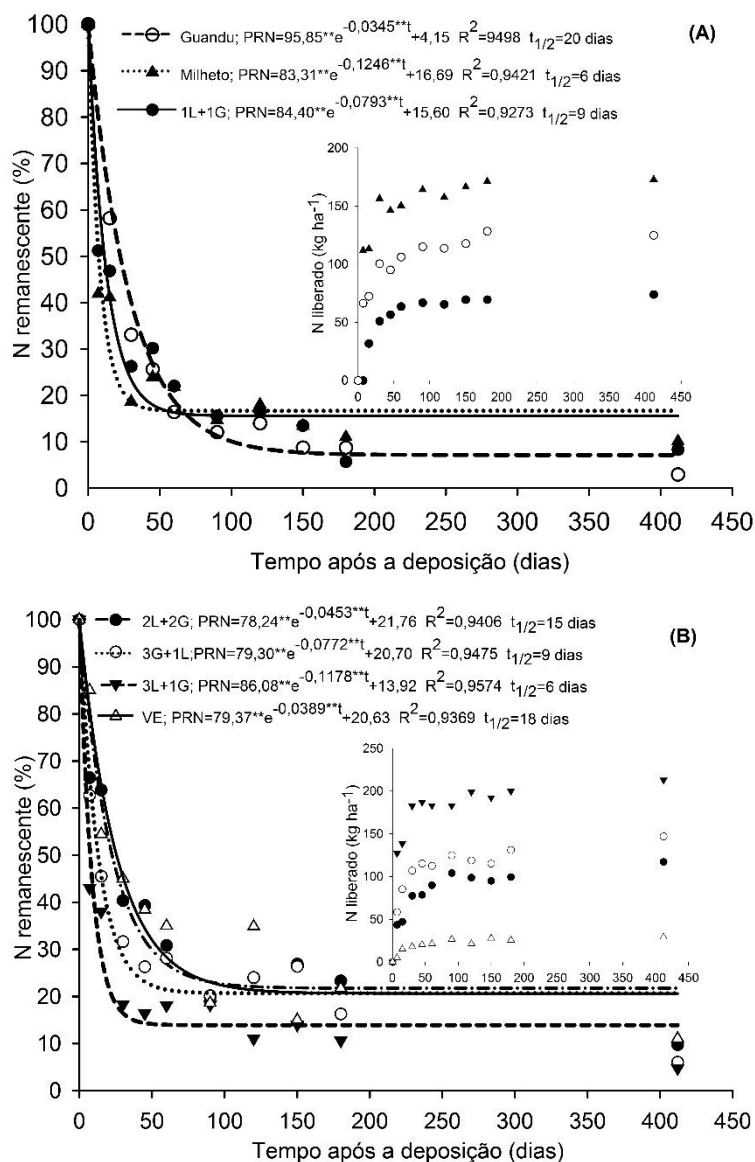 (A)
Guandu; PRN=95,85**e-0,0345**t+4,15 R2=9498 t1/2=20 dias
Milheto; PRN=83,31**e-0,1246**t+16,69 R2=0,9421 t1/2=6 dias
1L+1G; PRN=84,40**e-0,0793**t+15,60 R2=0,9273 t1/2=9 dias
N remanescente (%)
100
90
80
70
60
50
40
30
20
10
0
0 50 100 150 200 250 300 350 400 450
Tempo após a deposição (dias)
N liberado (kg ha-1)
200
150
100
50
0
0 50 100 150 200 250 300 350 400 450
(B)
2L+2G; PRN=78,24**e-0,0453**t+21,76 R2=0,9406 t1/2=15 dias
3G+1L;PRN=79,30**e-0,0772**t+20,70 R2=0,9475 t1/2=9 dias
3L+1G; PRN=86,08**e-0,1178**t+13,92 R2=0,9574 t1/2=6 dias
VE; PRN=79,37**e-0,0389**t+20,63 R2=0,9369 t1/2=18 dias
N remanescente (%)
100
90
80
70
60
50
40
30
20
10
0
0 50 100 150 200 250 300 350 400 450
Tempo após a deposição (dias)
N liberado (kg ha-1)
250
200
150
100
50
0
0 50 100 150 200 250 300 350 400 450